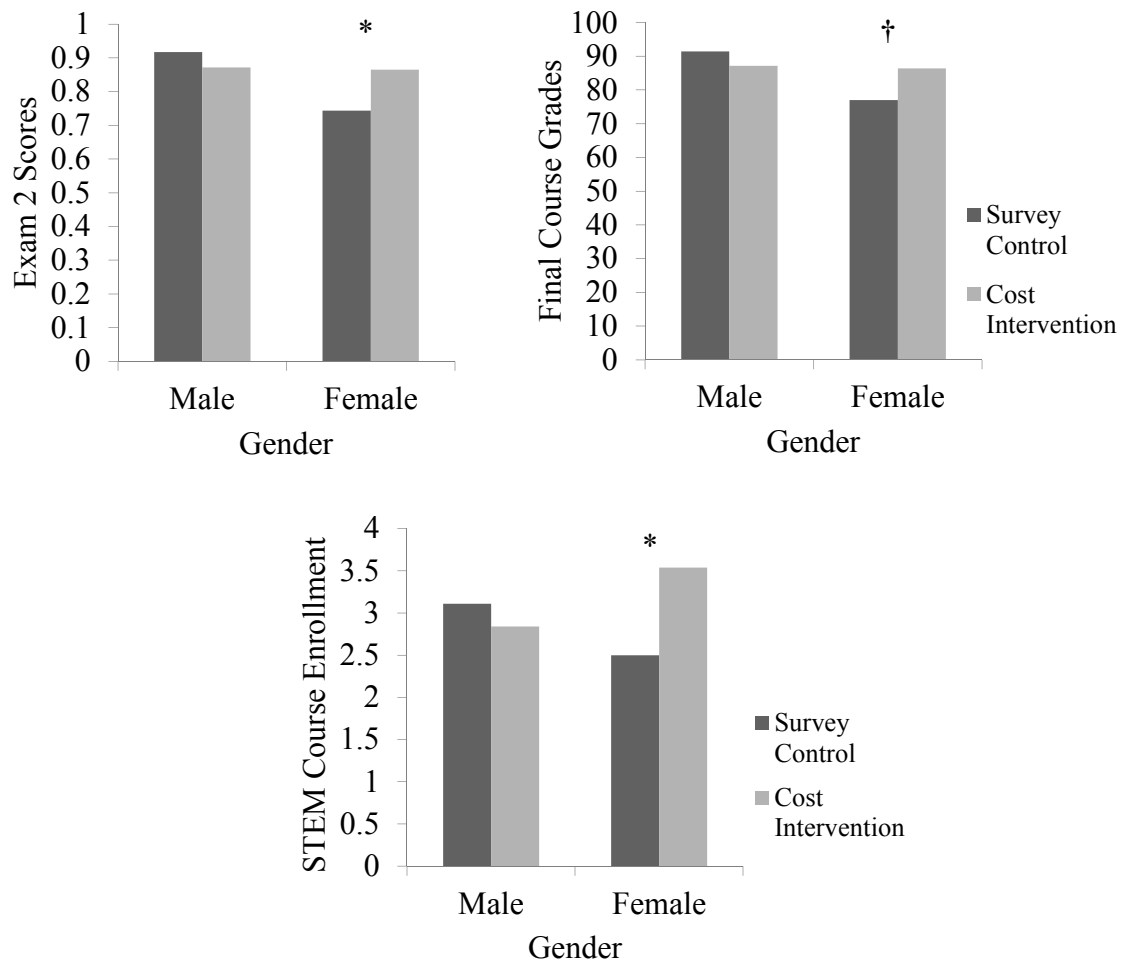 Exam 2 Scores
1
0.9
0.8
0.7
0.6
0.5
0.4
0.3
0.2
0.1
0
*
Male
Female
Gender
Final Course Grades
100
90
80
70
60
50
40
30
20
10
0
†
Male
Female
Gender
Survey
Control
Cost
Intervention
STEM Course Enrollment
4
3.5
3
2.5
2
1.5
1
0.5
0
*
Male
Female
Gender
Survey
Control
Cost
Intervention